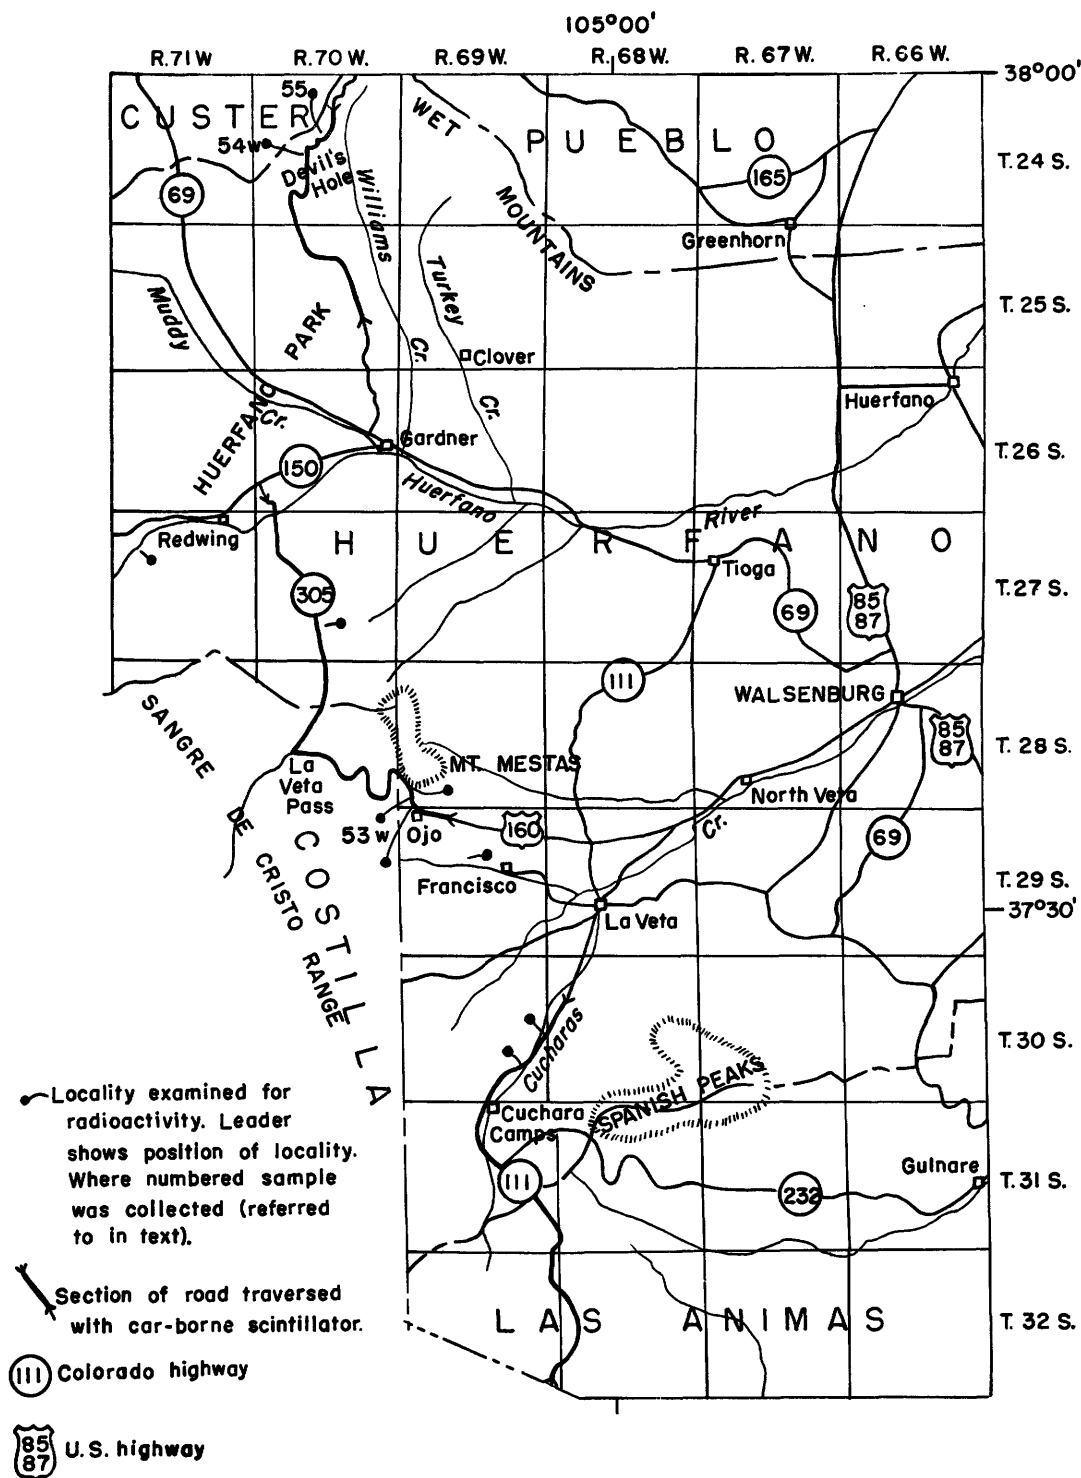 105°00'
R.71W R.70 W. R.69W. R.68W. R.67W. R.66W.
38°00'
CUSTER
55
WET
PUEBLO
54w
Devil's
Hole
T. 24 S.
69
165
Williams
MOUNTAINS
Greenhorn
Turkey
Muddy
PARK
T. 25 S.
Cr.
Clover
HUERFANO
Cr.
Cr.
Huerfano
Gardner
T. 26 S.
150
Huerfano
River
Redwing
HUERFANO
Tioga
305
T. 27 S.
69
85
87
111
WALSENBURG
SANGRE
85
87
T. 28 S.
La
Veta
Pass
MT. MESTAS
North Veta
DE
53 w
Ojo
160
Cr.
69
CRISTO
COSTILLA
Francisco
T. 29 S.
37°30'
La Veta
RANGE
Cucharas
T. 30 S.
SPANISH PEAKS
Cuchara
Camps
Gulnare
111
232
T. 31 S.
LAS ANIMAS
T. 32 S.
Locality examined for
radioactivity. Leader
shows position of locality.
Where numbered sample
was collected (referred
to in text).
Section of road traversed
with car-borne scintillator.
111 Colorado highway
85
87 U.S. highway